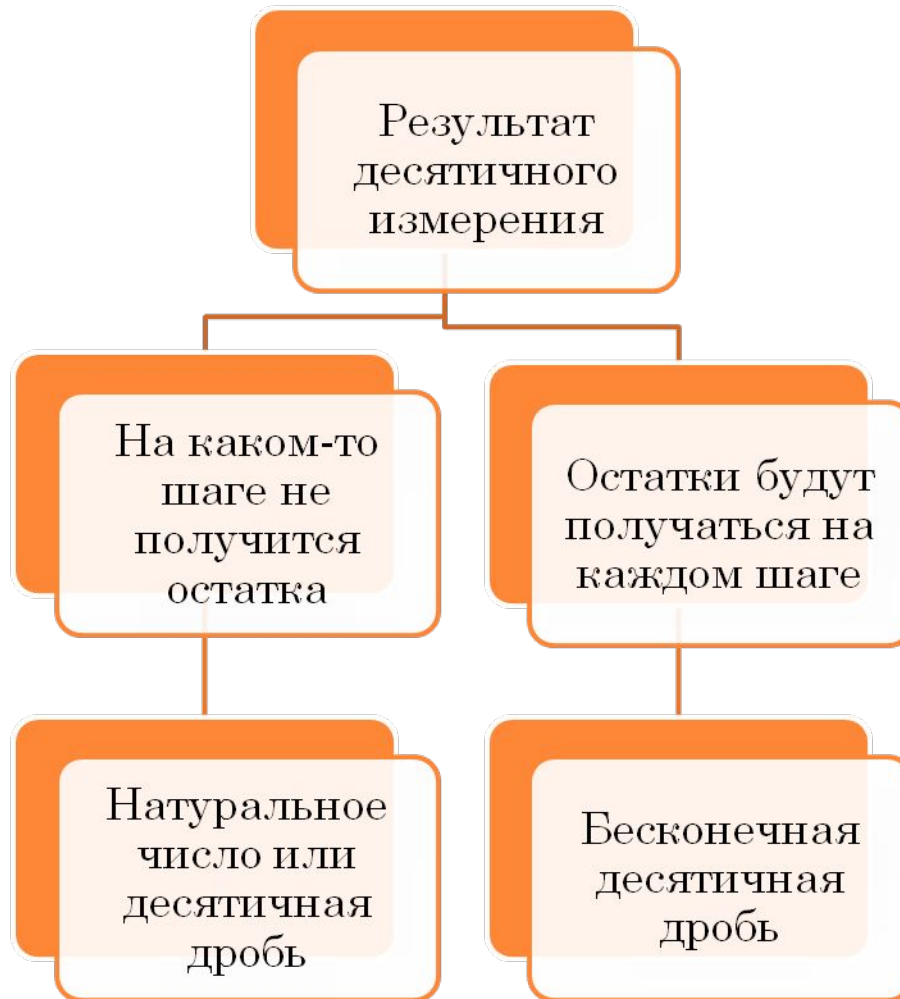 Результат
десятичного
измерения
На каком-то
шаге не
получится
остатка
Остатки будут
получаться на
каждом шаге
Натуральное
число или
десятичная
дробь
Бесконечная
десятичная
дробь